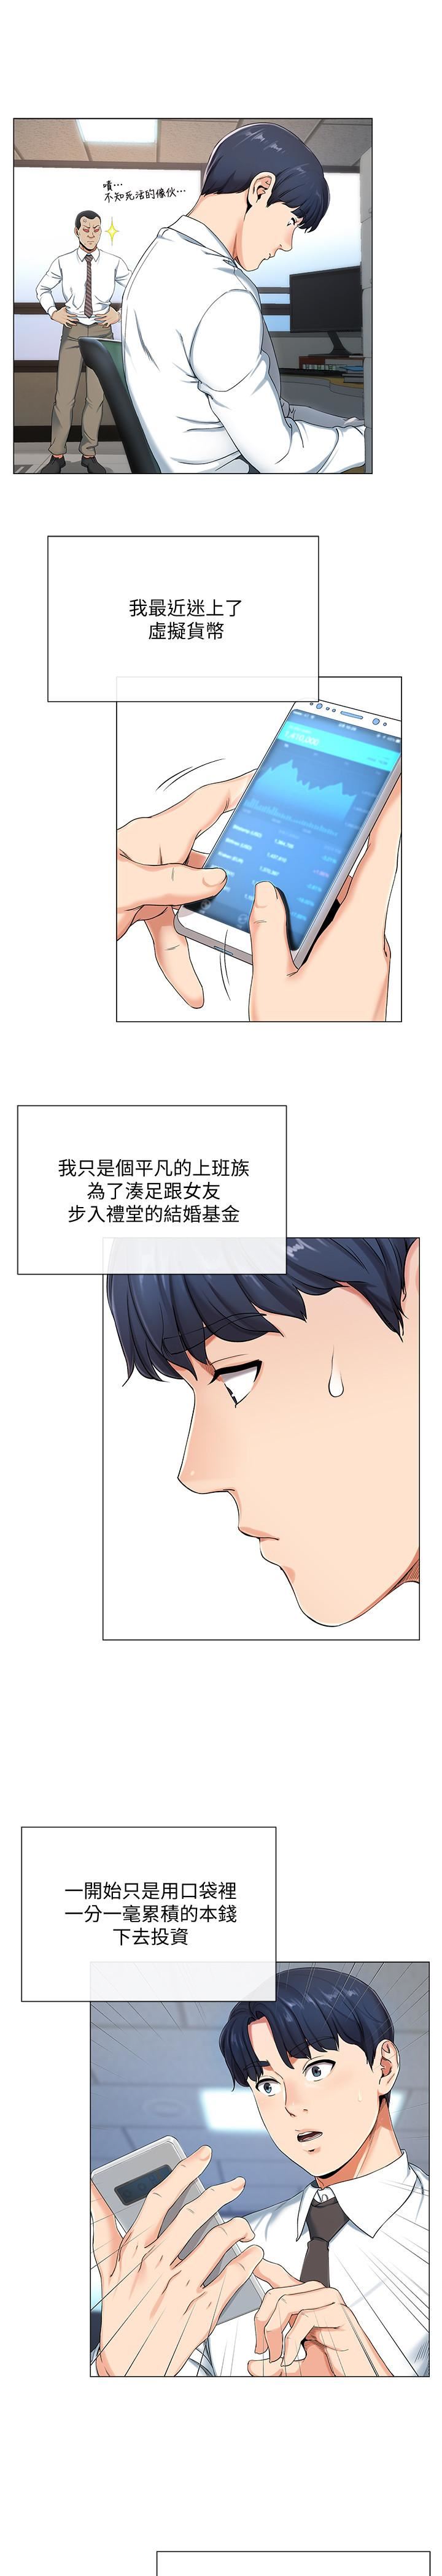 嘖…
不知死活的傢伙…
我最近迷上了
虛擬貨幣
1,410,000
我只是個平凡的上班族
為了湊足跟女友
步入禮堂的結婚基金
一開始只是用口袋裡
一分一毫累積的本錢
下去投資